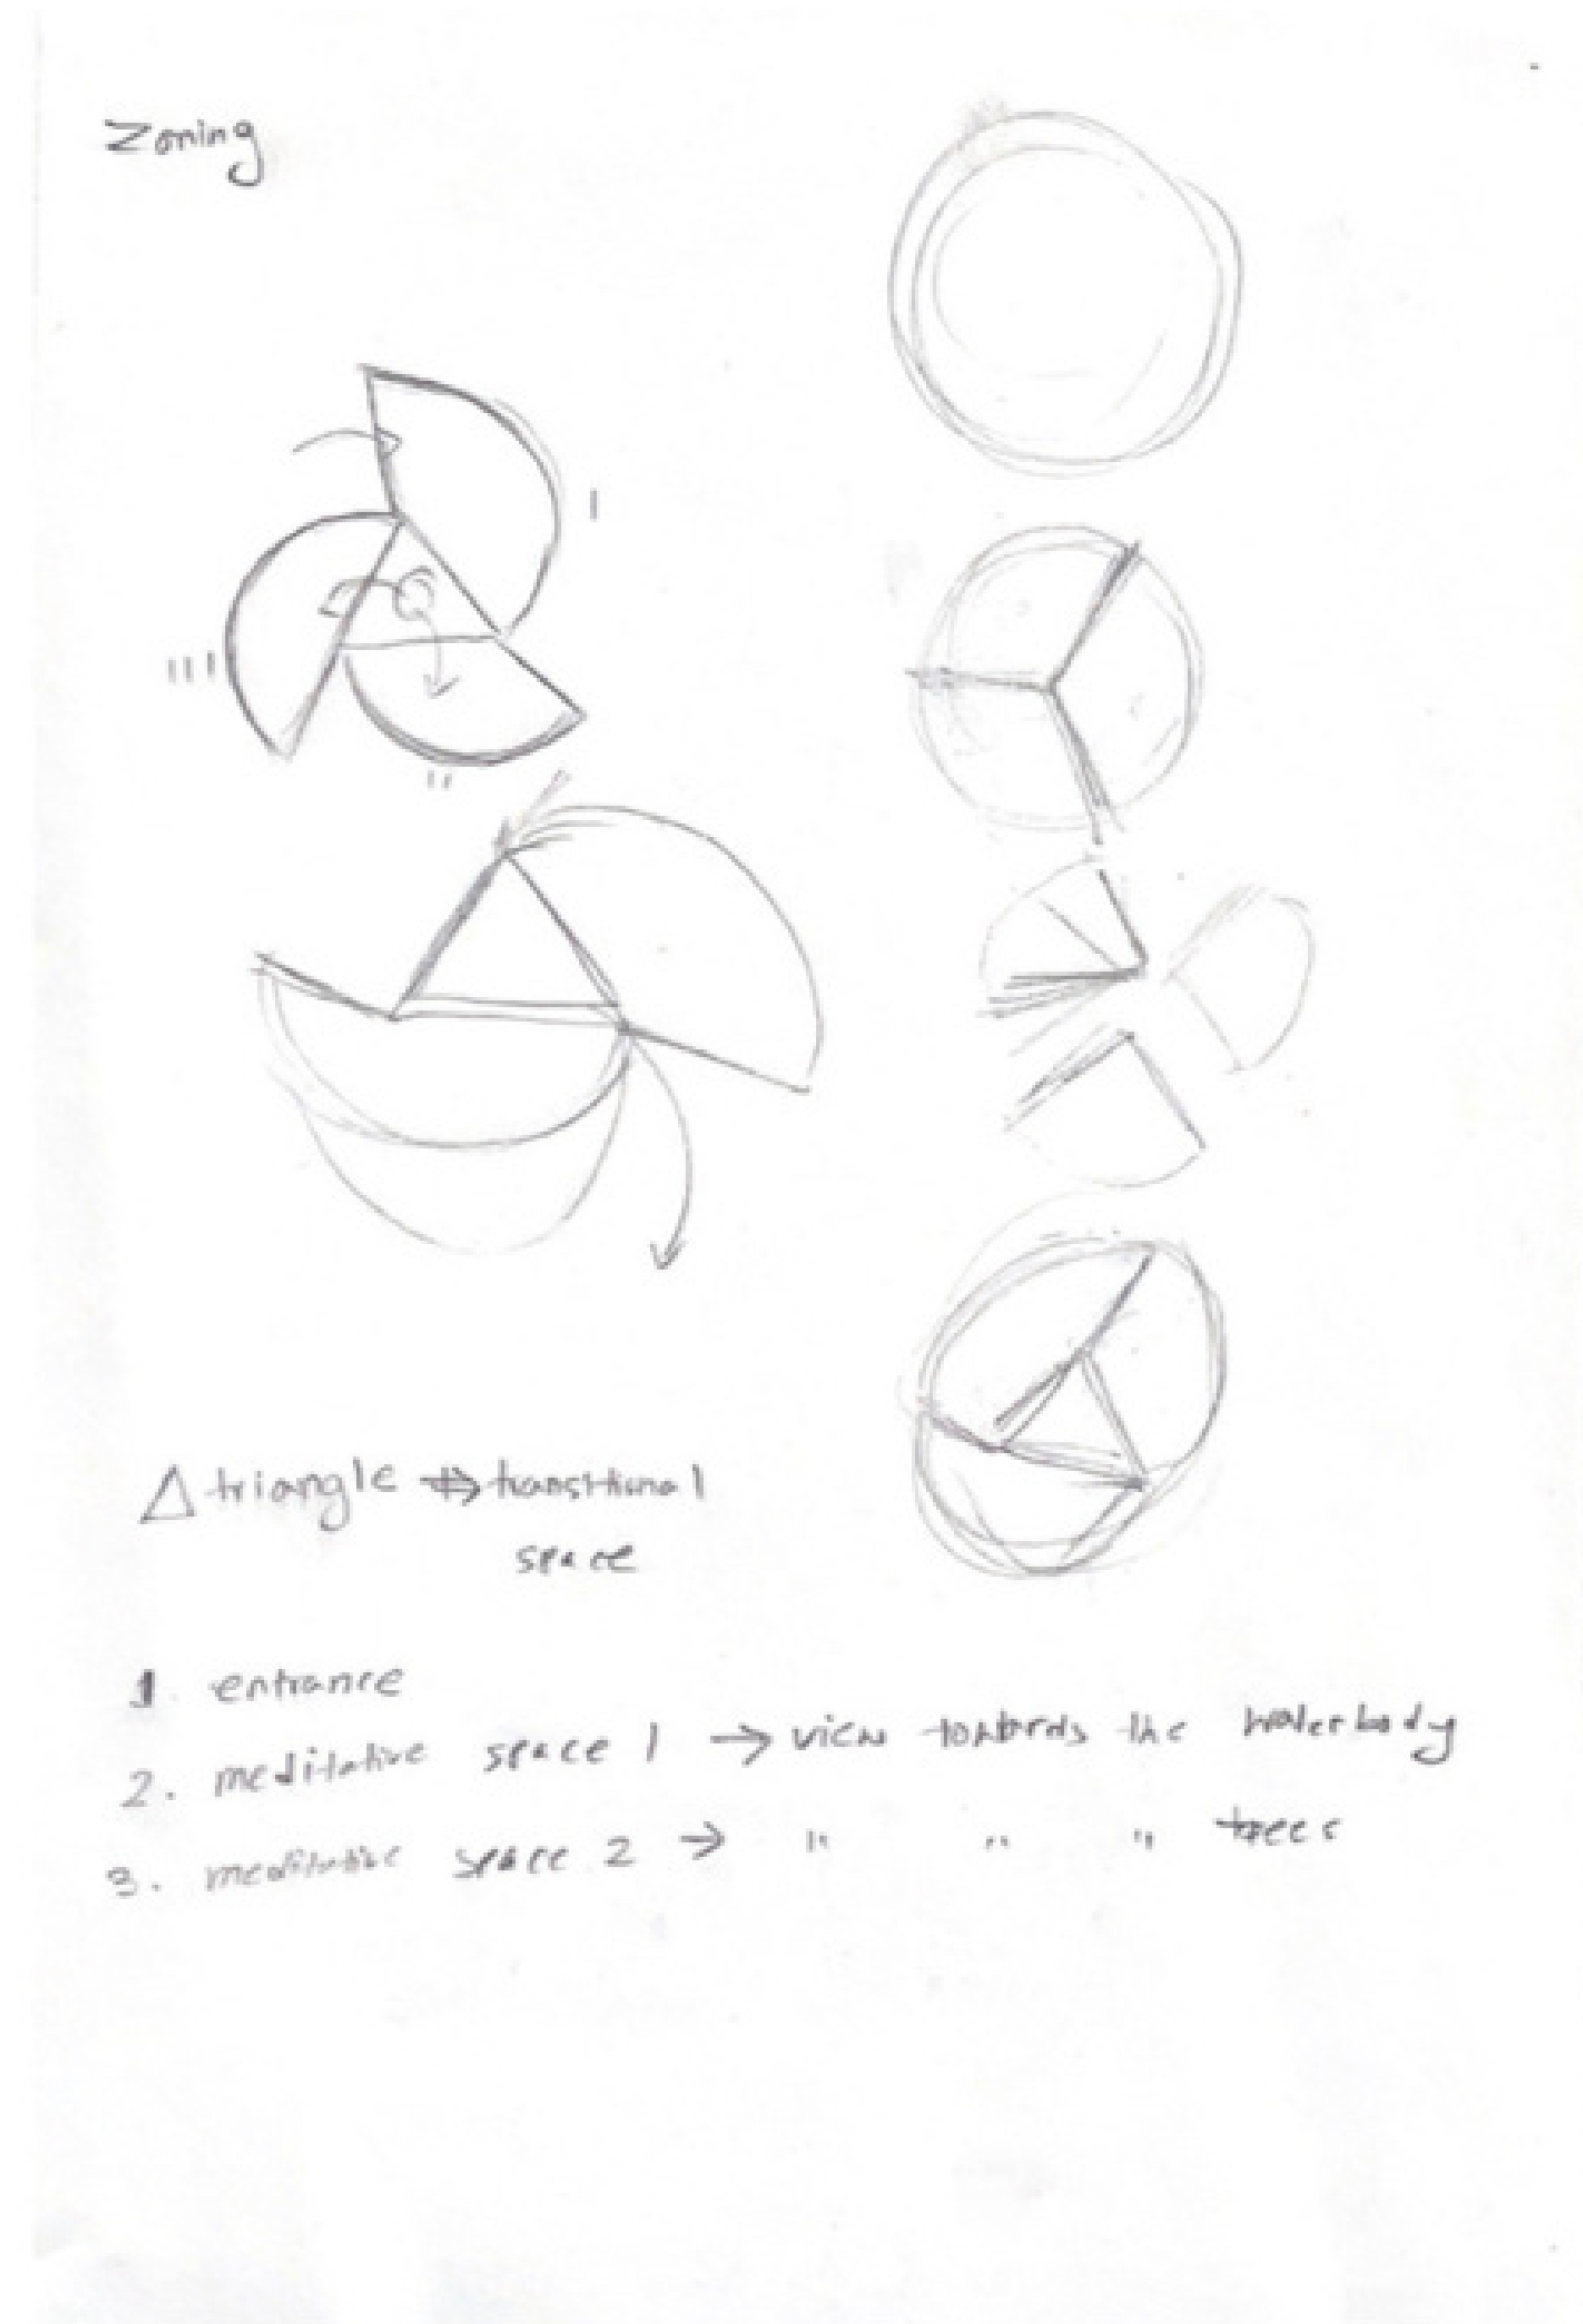 Zoning
I
III
II
△ triangle ⇒ transitional
space
1. entrance
2. meditative space 1 → view towards the waterbody
3. meditative space 2 → " " " trees